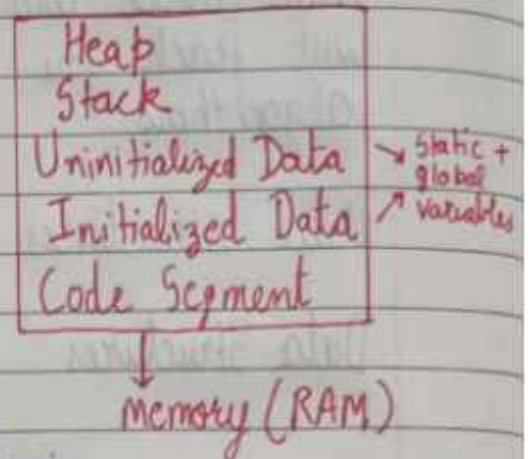 Heap
Stack
Uninitialized Data
Initialized Data
Code Segment
Static +
global
variables
Memory (RAM)